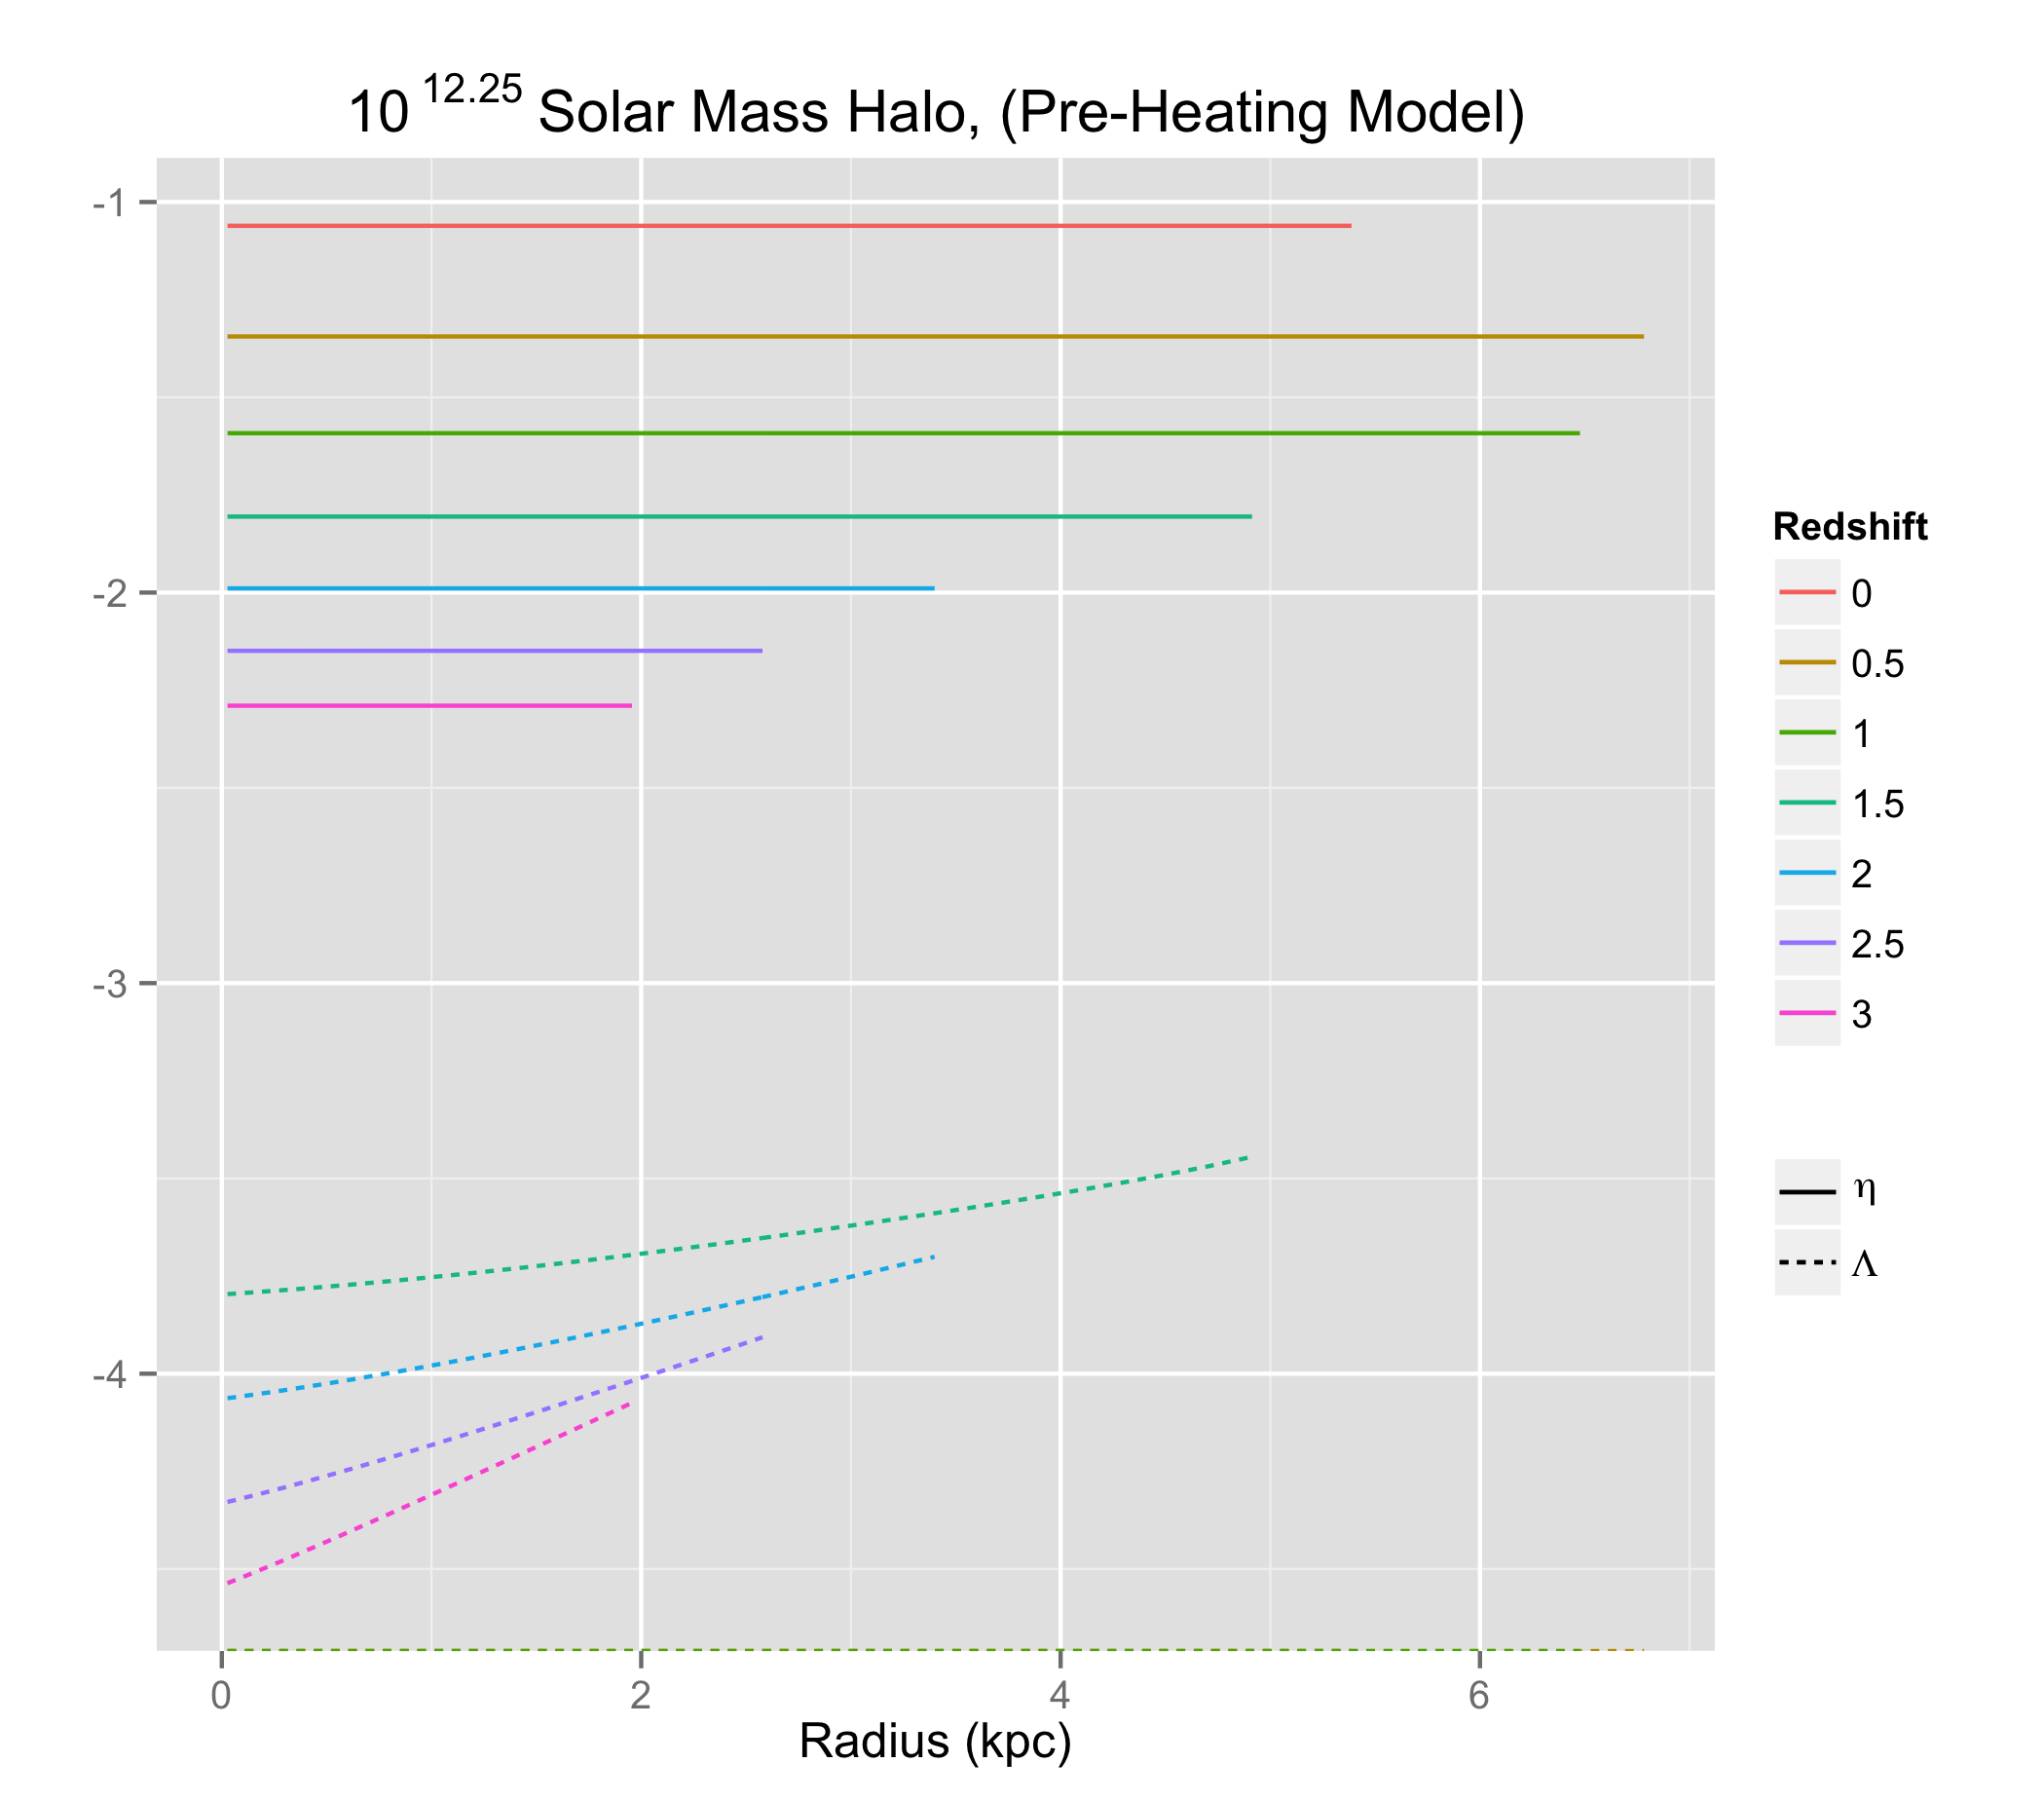 10 12.25 Solar Mass Halo, (Pre-Heating Model)
-1
-2
-3
-4
0 2 4 6
Radius (kpc)
Redshift
0
0.5
1
1.5
2
2.5
3
η
Λ